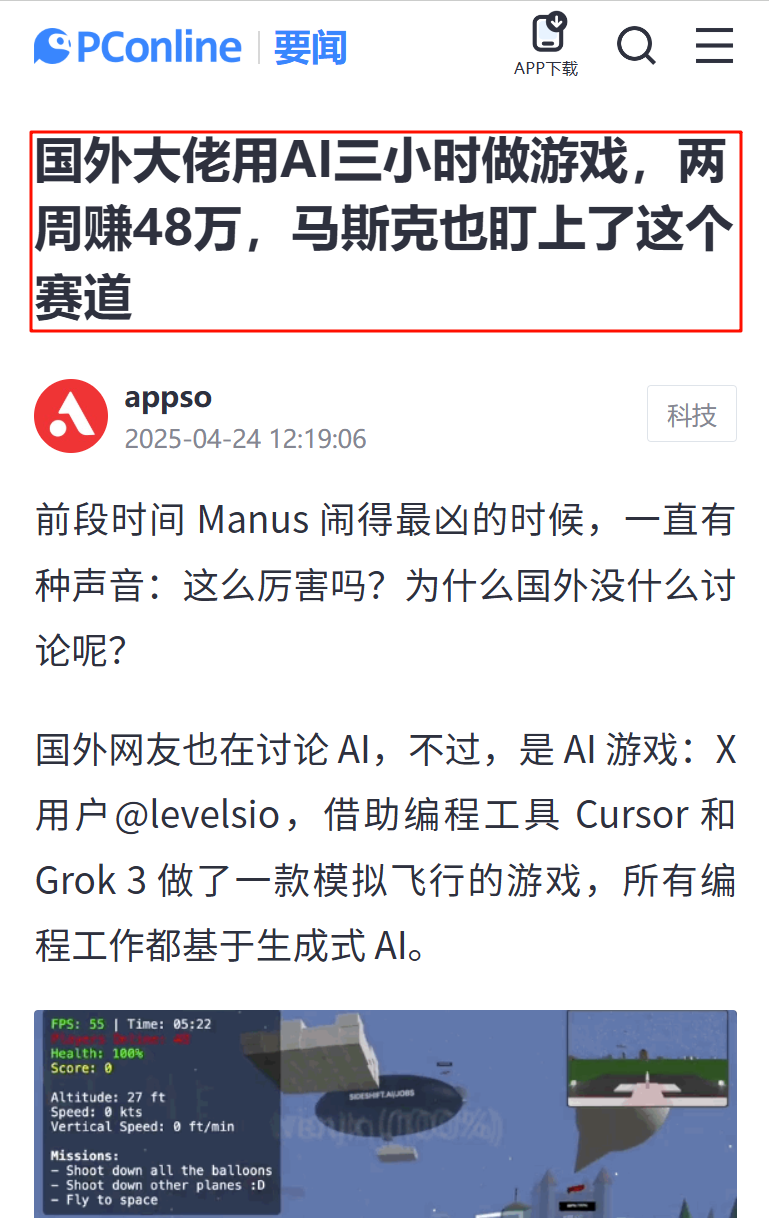 PConline 要闻
APP下载
国外大佬用AI三小时做游戏，两
周赚48万，马斯克也盯上了这个
赛道
appso
2025-04-24 12:19:06
科技
前段时间 Manus 闹得最凶的时候，一直有
种声音：这么厉害吗？为什么国外没什么讨
论呢？
国外网友也在讨论 AI，不过，是 AI 游戏：X
用户@levelsio，借助编程工具 Cursor 和
Grok 3 做了一款模拟飞行的游戏，所有编
程工作都基于生成式 AI。
FPS: 55 | Time: 05:22
Health: 100%
Score: 0
Altitude: 27 ft
Speed: 0 kts
Vertical Speed: 0 ft/min
Missions:
- Shoot down all the balloons
- Shoot down other planes :D
- Fly to space
SIDESHIFT.AI/JOBS